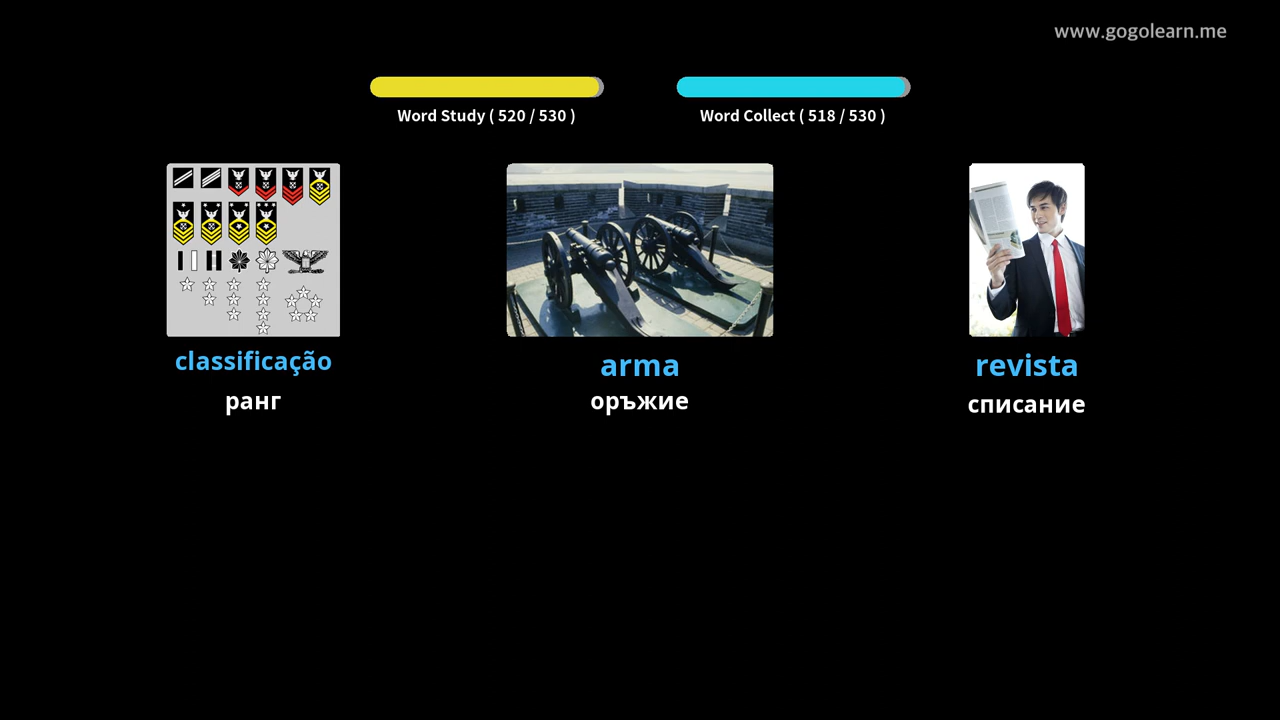 www.gogolearn.me
Word Study ( 520 / 530 )
Word Collect ( 518 / 530 )
classificação
arma
revista
ранг
оръжие
списание